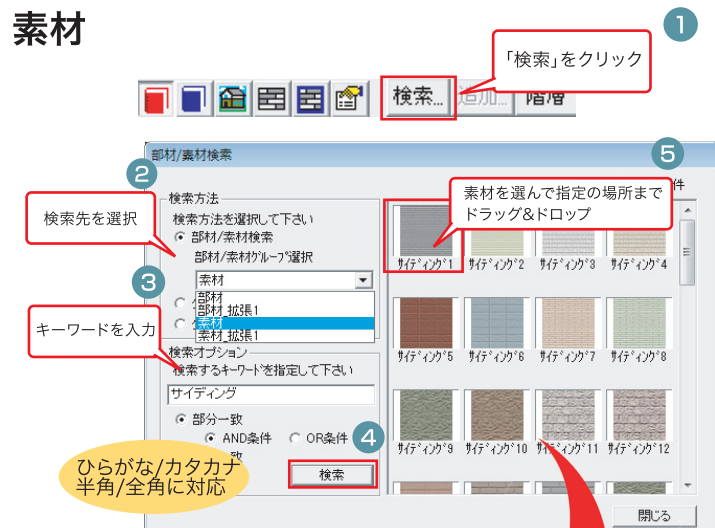 素材
1
「検索」をクリック
検索...
追加...
階層
部材/素材検索
2
検索先を選択
検索方法
検索方法を選択して下さい
部材/素材検索
部材/素材ｸﾞﾙｰﾌﾟ選択
素材
部材
部材_拡張1
素材
素材_拡張1
3
キーワードを入力
検索オプション
検索するｷｰﾜｰﾄﾞを指定して下さい
サイディング
部分一致
AND条件
OR条件
致
4
検索
ひらがな/カタカナ
半角/全角に対応
5
件
素材を選んで指定の場所まで
ドラッグ&ドロップ
ｻｲﾃﾞｨﾝｸﾞ1
ｻｲﾃﾞｨﾝｸﾞ2
ｻｲﾃﾞｨﾝｸﾞ3
ｻｲﾃﾞｨﾝｸﾞ4
ｻｲﾃﾞｨﾝｸﾞ5
ｻｲﾃﾞｨﾝｸﾞ6
ｻｲﾃﾞｨﾝｸﾞ7
ｻｲﾃﾞｨﾝｸﾞ8
ｻｲﾃﾞｨﾝｸﾞ9
ｻｲﾃﾞｨﾝｸﾞ10
ｻｲﾃﾞｨﾝｸﾞ11
ｻｲﾃﾞｨﾝｸﾞ12
閉じる